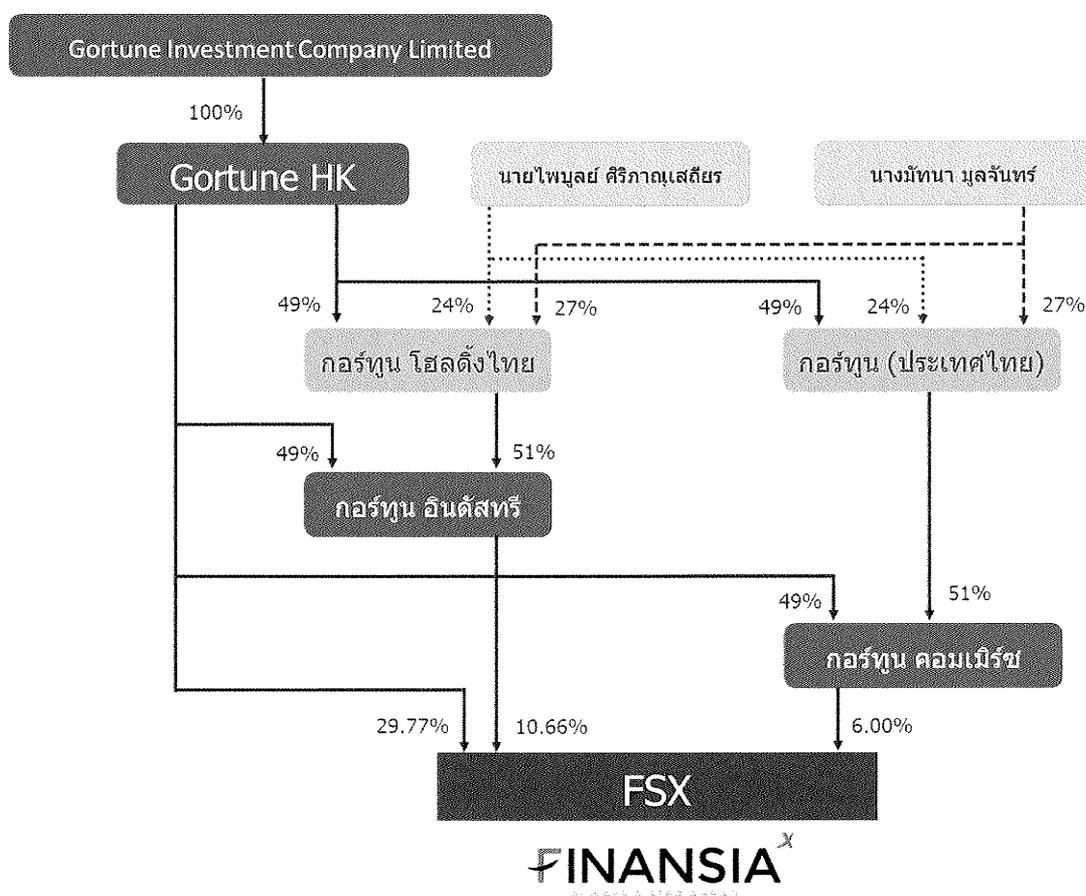 Gortune Investment Company Limited
100%
Gortune HK
นายไพบูลย์ ศิริภาณุเสถียร
นางมัทนา มูลจันทร์
49%
24%
27%
49%
24%
27%
กอร์ทูน โฮลดิ้งไทย
กอร์ทูน (ประเทศไทย)
49%
51%
กอร์ทูน อินดัสทรี
49%
51%
กอร์ทูน คอมเมิร์ซ
29.77%
10.66%
6.00%
FSX
FINANSIA X